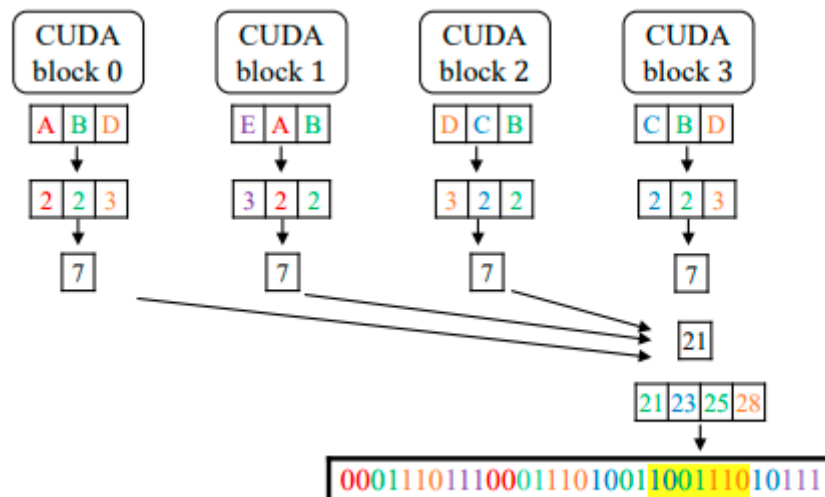 CUDA block 0 CUDA block 1 CUDA block 2 CUDA block 3
A B D E A B D C B C B D
2 2 3 3 2 2 3 2 2 2 2 3
7 7 7 7
21
21 23 25 28
000111011100011101001100111010111